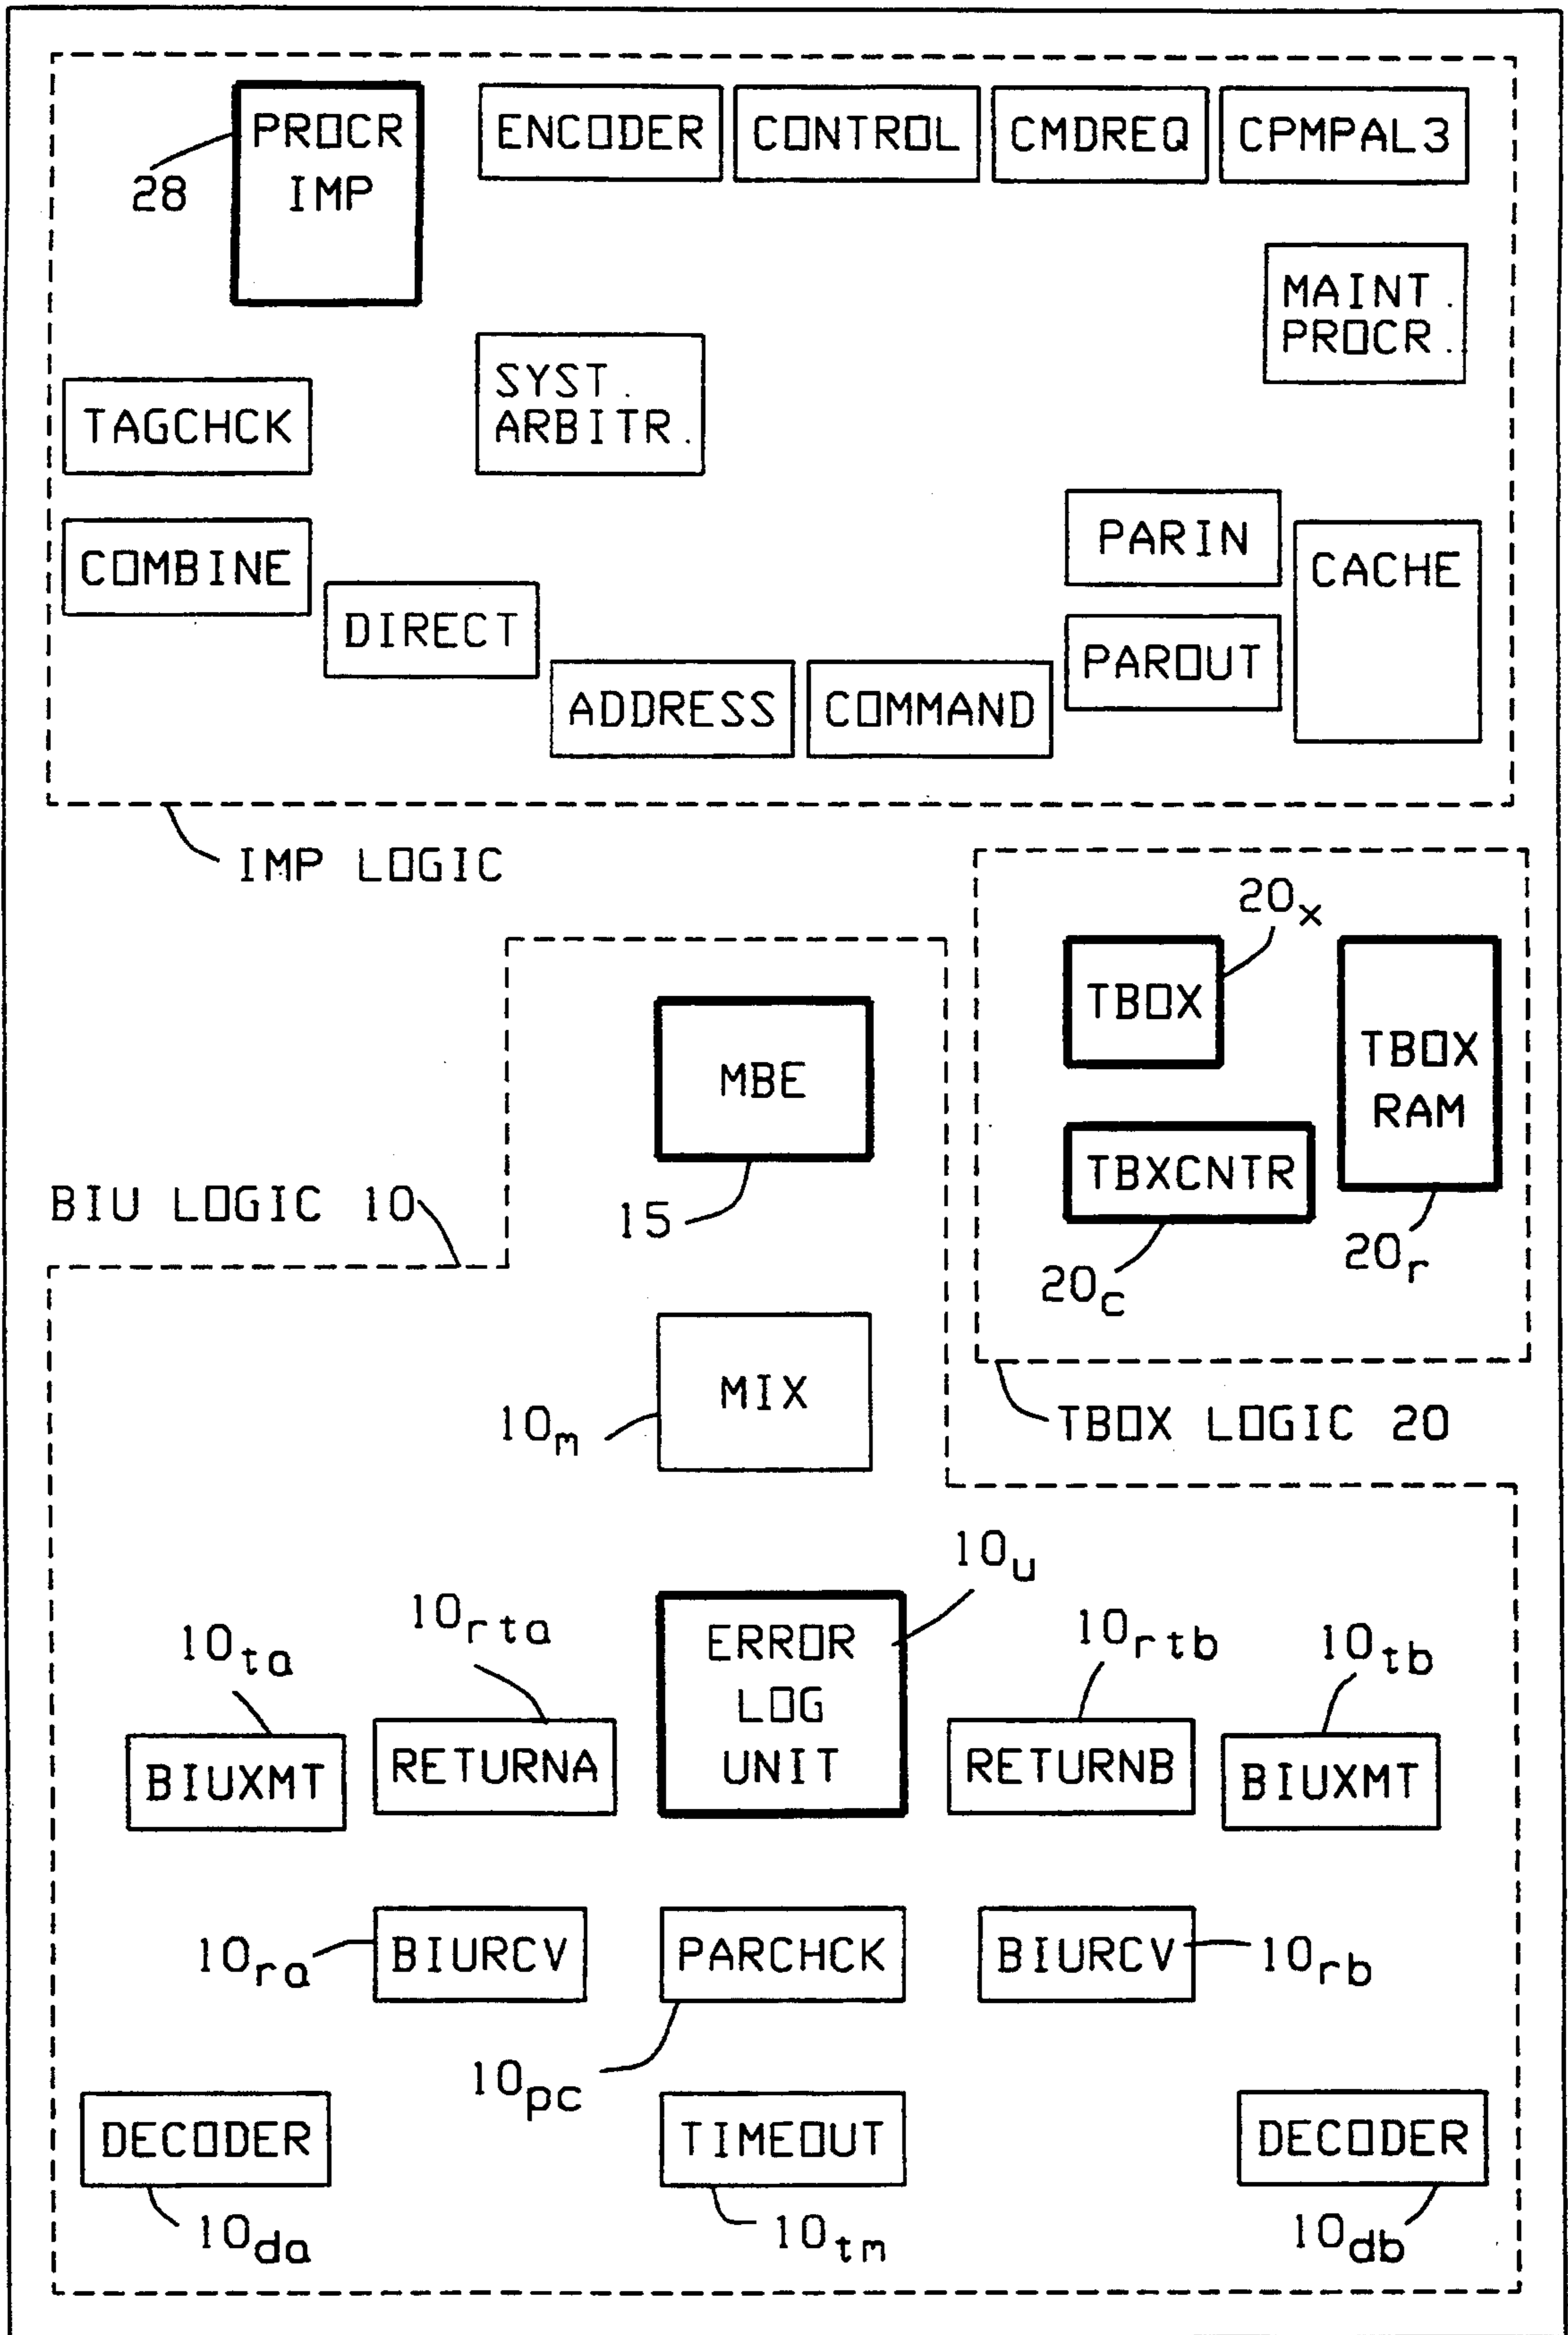 PROCR
IMP
28
ENCODER
CONTROL
CMDREQ
CPMPAL3
MAINT.
PROCR.
SYST.
ARBITR.
TAGCHCK
COMBINE
DIRECT
ADDRESS
COMMAND
PARIN
PAROUT
CACHE
IMP LOGIC
20x
TBOX
TBOX
RAM
TBXCNTR
20c
20r
TBOX LOGIC 20
MBE
15
BIU LOGIC 10
MIX
10m
10u
ERROR
LOG
UNIT
10ta
10rta
10rtb
10tb
BIUXMT
RETURNA
RETURNB
BIUXMT
10ra
BIURCV
PARCHCK
BIURCV
10rb
10pc
DECODER
TIMEOUT
DECODER
10da
10tm
10db